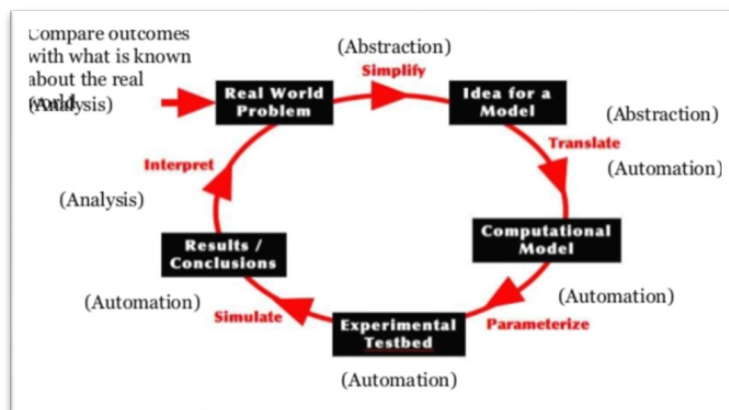 Compare outcomes
with what is known
about the real
world
(Analysis)
(Abstraction)
Simplify
Real World
Problem
Idea for a
Model
(Abstraction)
Translate
(Automation)
Interpret
(Analysis)
Computational
Model
Results /
Conclusions
(Automation)
(Automation)
Simulate
Experimental
Testbed
Parameterize
(Automation)